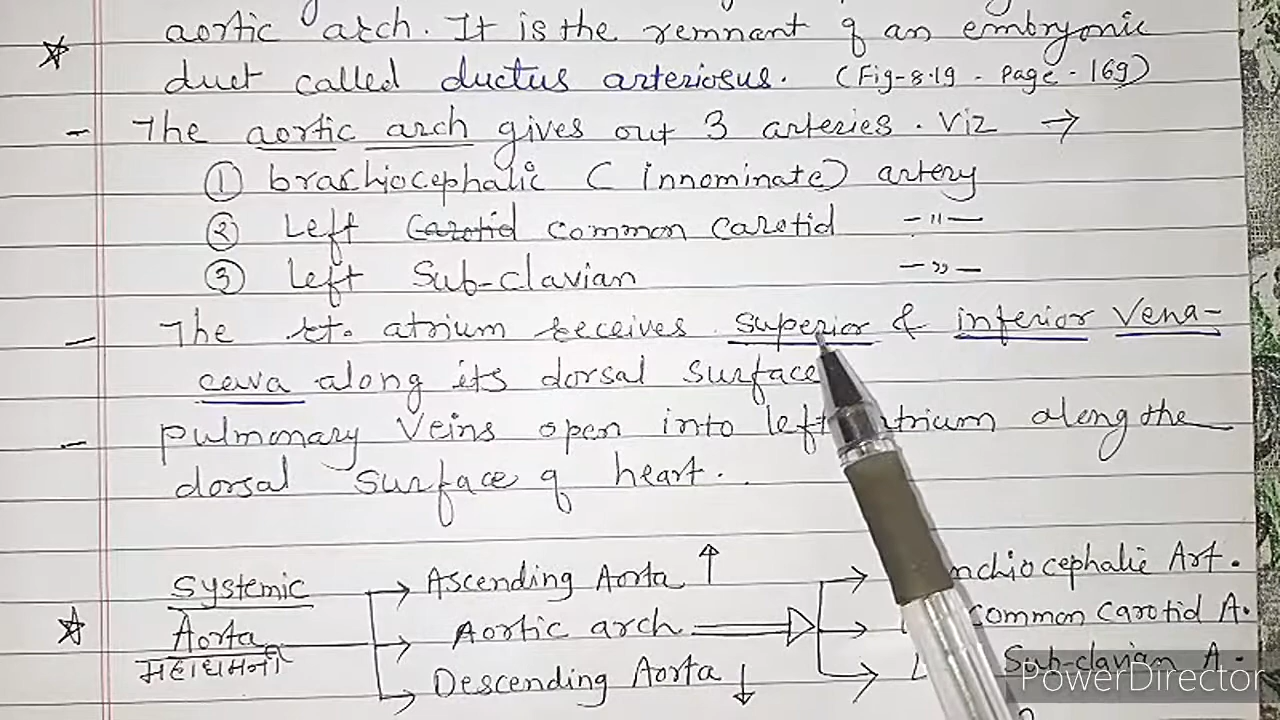 aortic arch. It is the remnant of an embryonic
duct called ductus arteriosus. (Fig-8.19 - Page - 169)
- The aortic arch gives out 3 arteries. Viz →
① brachiocephalic (innominate) artery
② Left Carotid common carotid -"-
③ Left Sub-clavian -"-
- The rt. atrium receives superior & inferior Vena-
cava along its dorsal surface
- pulmonary Veins open into left atrium along the
dorsal surface of heart.
Systemic
Aorta
महाधमनी
→ Ascending Aorta ↑
→ Aortic arch
→ Descending Aorta ↓
→ nchiocephalic Art.
→ common carotid A.
→ L Sub-clavian A.
PowerDirector